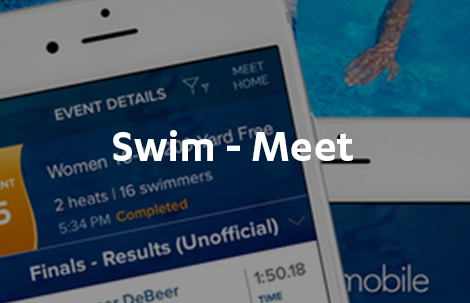 MEET
HOME
EVENT DETAILS
Swim - Meet
Women Yard Free
2 heats | 16 swimmers
5
5:34 PM Completed
Finals - Results (Unofficial)
1:50.18
DeBeer
TIME
mobile